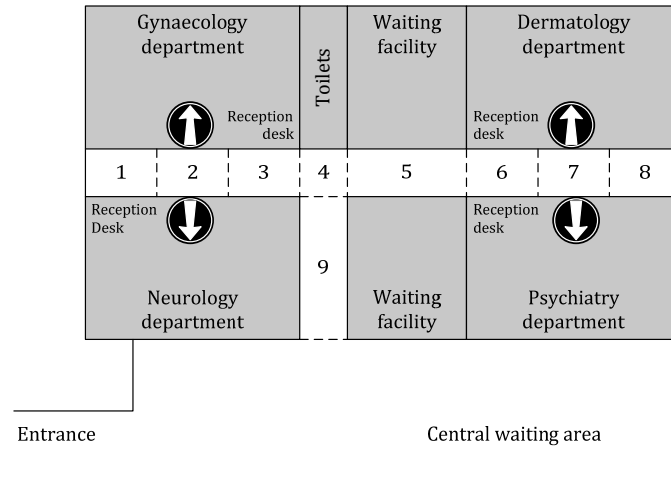 Gynaecology
department
Toilets
Waiting
facility
Dermatology
department
Reception
desk
Reception
desk
1
2
3
4
5
6
7
8
Reception
Desk
Reception
desk
9
Neurology
department
Waiting
facility
Psychiatry
department
Entrance
Central waiting area